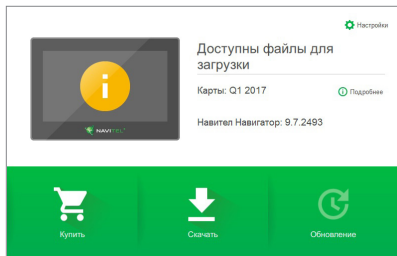 Настройки
Доступны файлы для
загрузки
Карты: Q1 2017
Подробнее
NAVITEL
Навител Навигатор: 9.7.2493
Купить
Скачать
Обновление